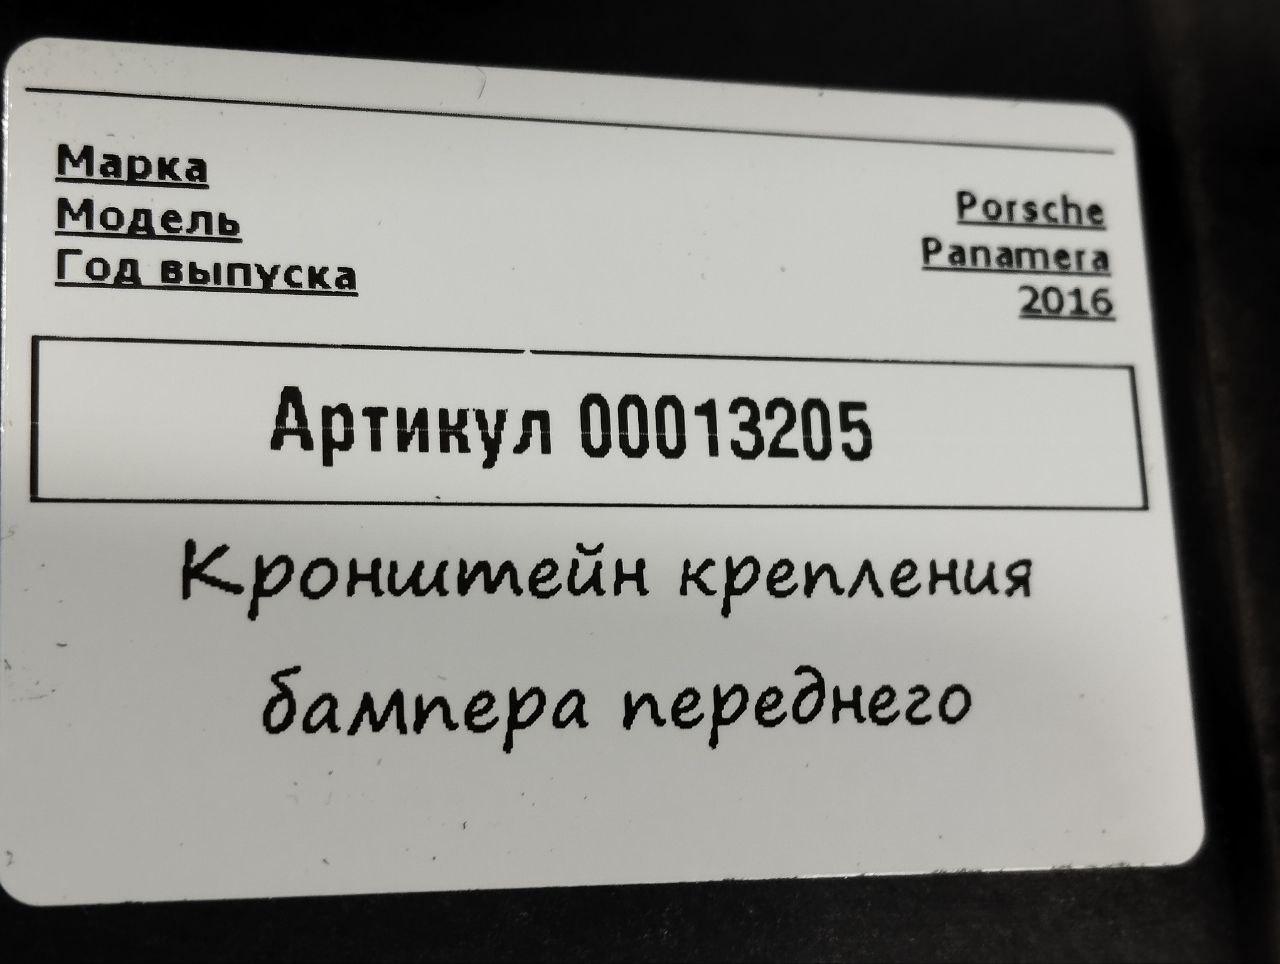 Марка
Модель
Год выпуска
Porsche
Panamera
2016
Артикул 00013205
Кронштейн крепления
бампера переднего